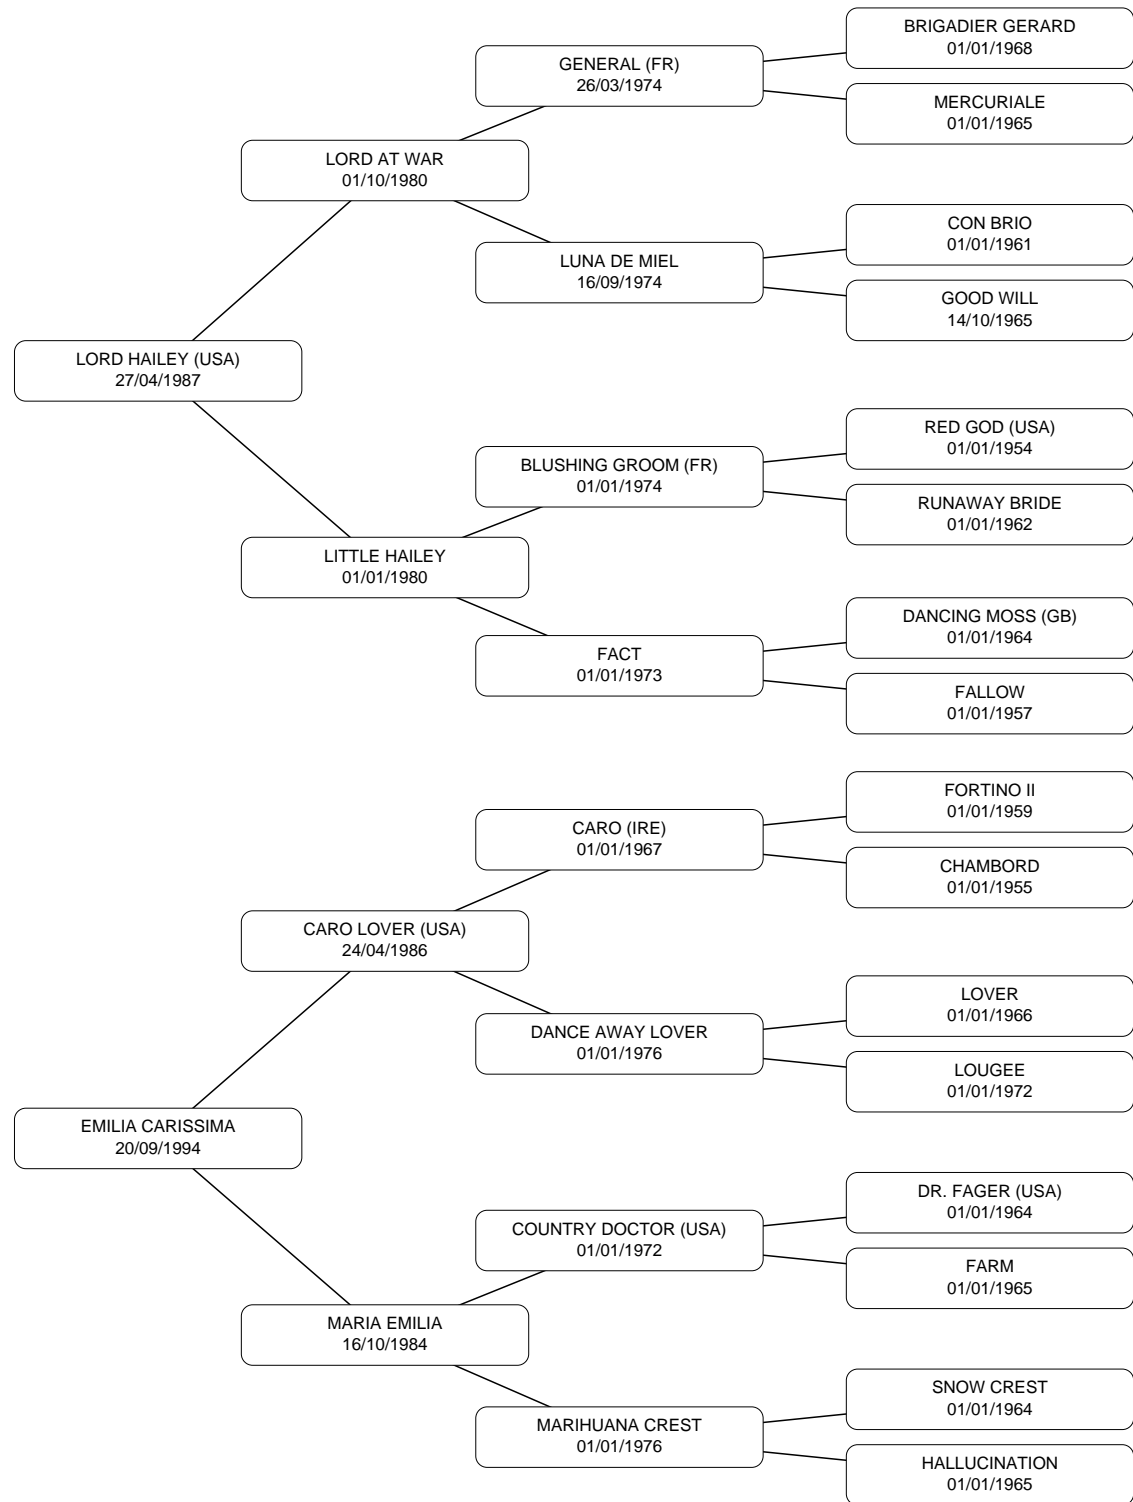 BRIGADIER GERARD
01/01/1968
GENERAL (FR)
26/03/1974
MERCURIALE
01/01/1965
LORD AT WAR
01/10/1980
CON BRIO
01/01/1961
LUNA DE MIEL
16/09/1974
GOOD WILL
14/10/1965
LORD HAILEY (USA)
27/04/1987
RED GOD (USA)
01/01/1954
BLUSHING GROOM (FR)
01/01/1974
RUNAWAY BRIDE
01/01/1962
LITTLE HAILEY
01/01/1980
DANCING MOSS (GB)
01/01/1964
FACT
01/01/1973
FALLOW
01/01/1957
FORTINO II
01/01/1959
CARO (IRE)
01/01/1967
CHAMBORD
01/01/1955
CARO LOVER (USA)
24/04/1986
LOVER
01/01/1966
DANCE AWAY LOVER
01/01/1976
LOUGEE
01/01/1972
EMILIA CARISSIMA
20/09/1994
DR. FAGER (USA)
01/01/1964
COUNTRY DOCTOR (USA)
01/01/1972
FARM
01/01/1965
MARIA EMILIA
16/10/1984
SNOW CREST
01/01/1964
MARIHUANA CREST
01/01/1976
HALLUCINATION
01/01/1965